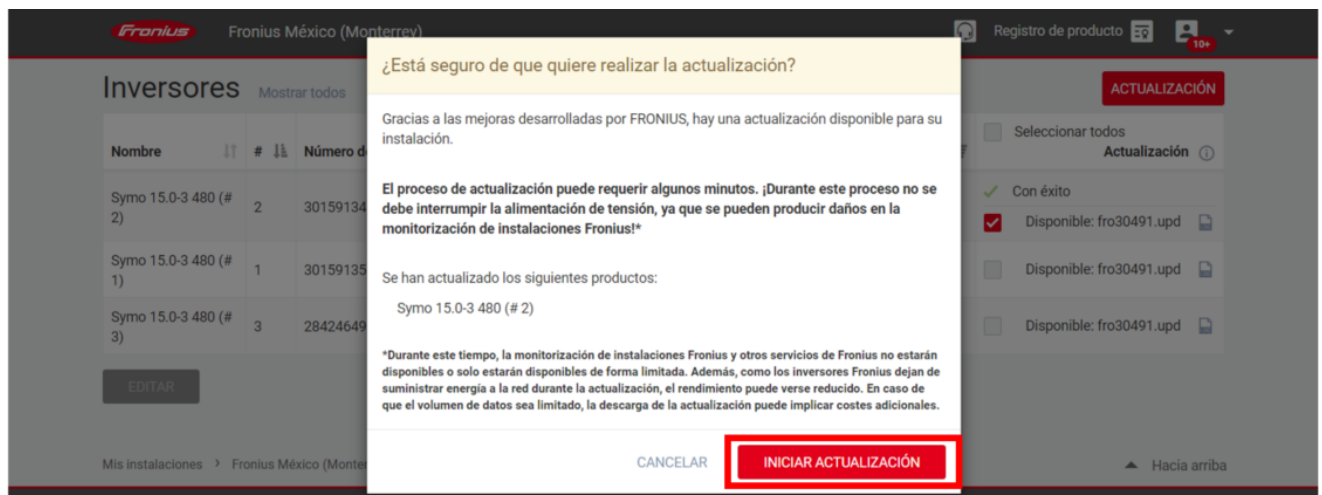 Fronius Fronius México (Monterrey) Registro de producto 10+
¿Está seguro de que quiere realizar la actualización?
Inversores Mostrar todos ACTUALIZACIÓN
Gracias a las mejoras desarrolladas por FRONIUS, hay una actualización disponible para su
instalación.
Seleccionar todos
Nombre # Número Actualización
El proceso de actualización puede requerir algunos minutos. ¡Durante este proceso no se
debe interrumpir la alimentación de tensión, ya que se pueden producir daños en la
monitorización de instalaciones Fronius!*
Symo 15.0-3 480 (# Con éxito
2) 2 30159134 Disponible: fro30491.upd
Se han actualizado los siguientes productos:
Symo 15.0-3 480 (# 2)
Symo 15.0-3 480 (#
1) 1 30159135 Disponible: fro30491.upd
Symo 15.0-3 480 (#
3) 3 28424649 Disponible: fro30491.upd
*Durante este tiempo, la monitorización de instalaciones Fronius y otros servicios de Fronius no estarán
disponibles o solo estarán disponibles de forma limitada. Además, como los inversores Fronius dejan de
suministrar energía a la red durante la actualización, el rendimiento puede verse reducido. En caso de
que el volumen de datos sea limitado, la descarga de la actualización puede implicar costes adicionales.
EDITAR
CANCELAR INICIAR ACTUALIZACIÓN
Mis instalaciones > Fronius México (Monter Hacia arriba